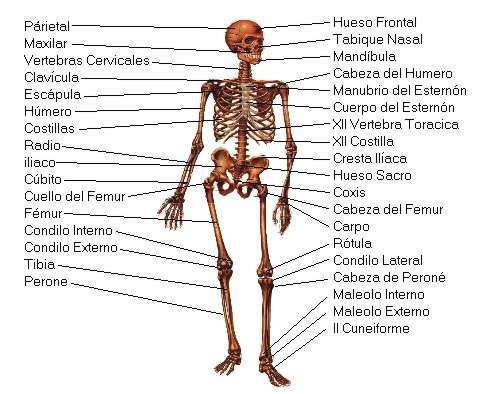 Párietal
Maxilar
Vertebras Cervicales
Clavícula
Escápula
Húmero
Costillas
Radio
iliaco
Cúbito
Cuello del Femur
Fémur
Condilo Interno
Condilo Externo
Tibia
Perone
Hueso Frontal
Tabique Nasal
Mandíbula
Cabeza del Humero
Manubrio del Esternón
Cuerpo del Esternón
XII Vertebra Toracica
XII Costilla
Cresta Ilíaca
Hueso Sacro
Coxis
Cabeza del Femur
Carpo
Rótula
Condilo Lateral
Cabeza de Peroné
Maleolo Interno
Maleolo Externo
II Cuneiforme